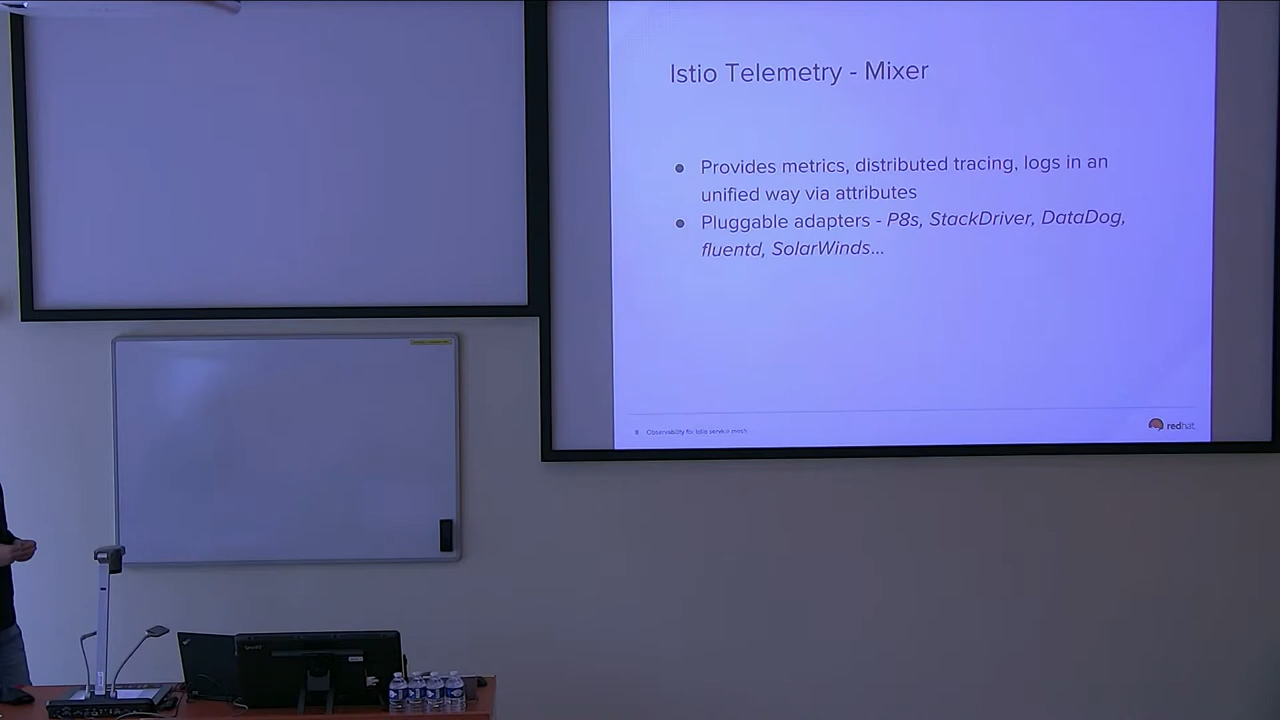 Istio Telemetry - Mixer
● Provides metrics, distributed tracing, logs in an
unified way via attributes
● Pluggable adapters - P8s, StackDriver, DataDog,
fluentd, SolarWinds...
8 Observability for Istio service mesh
redhat